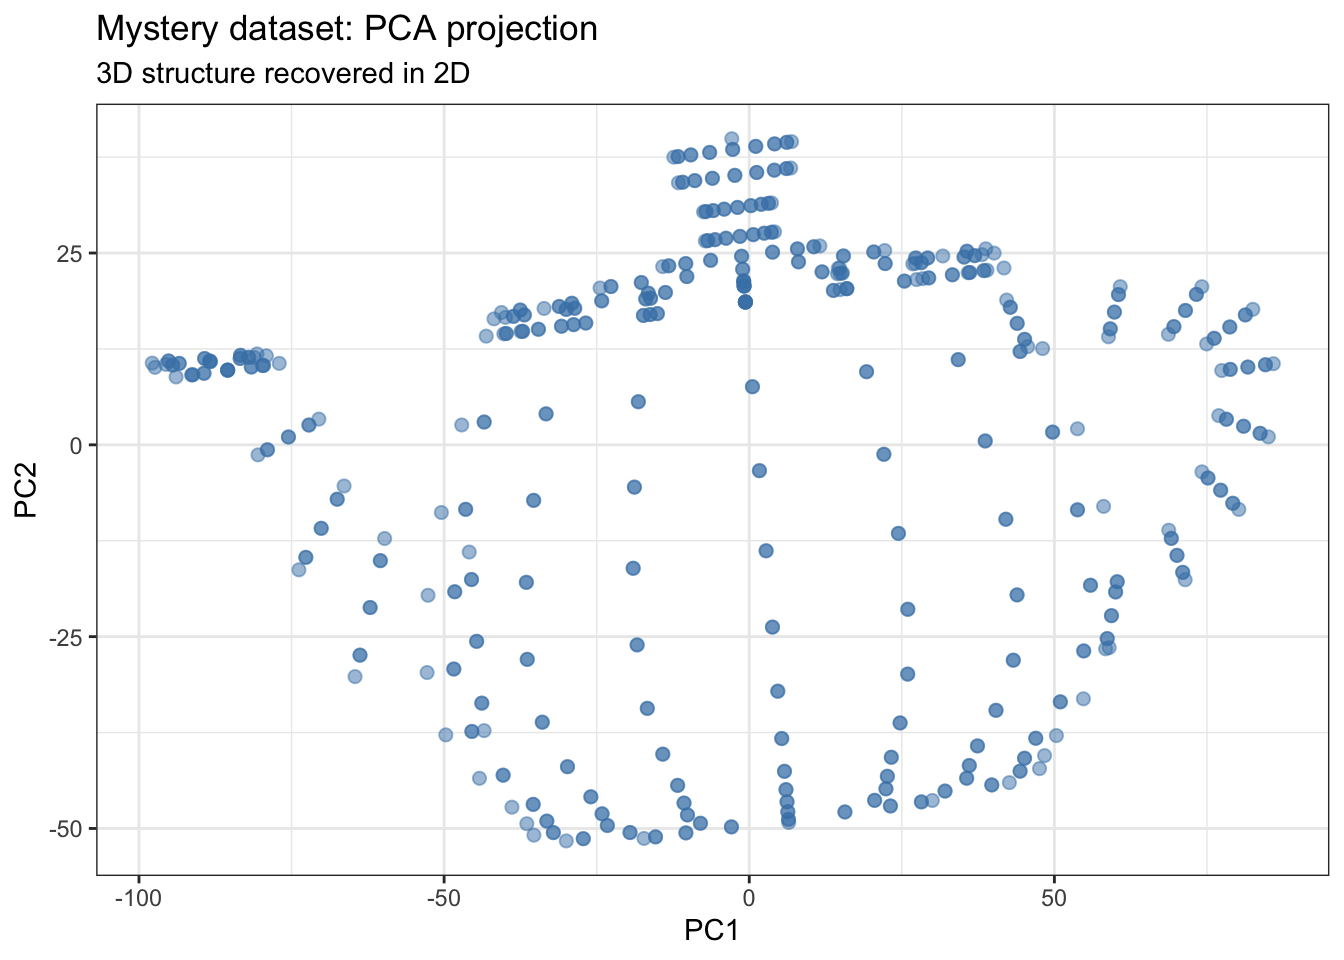 Mystery dataset: PCA projection
3D structure recovered in 2D
PC2
25
0
-25
-50
-100
-50
0
50
PC1